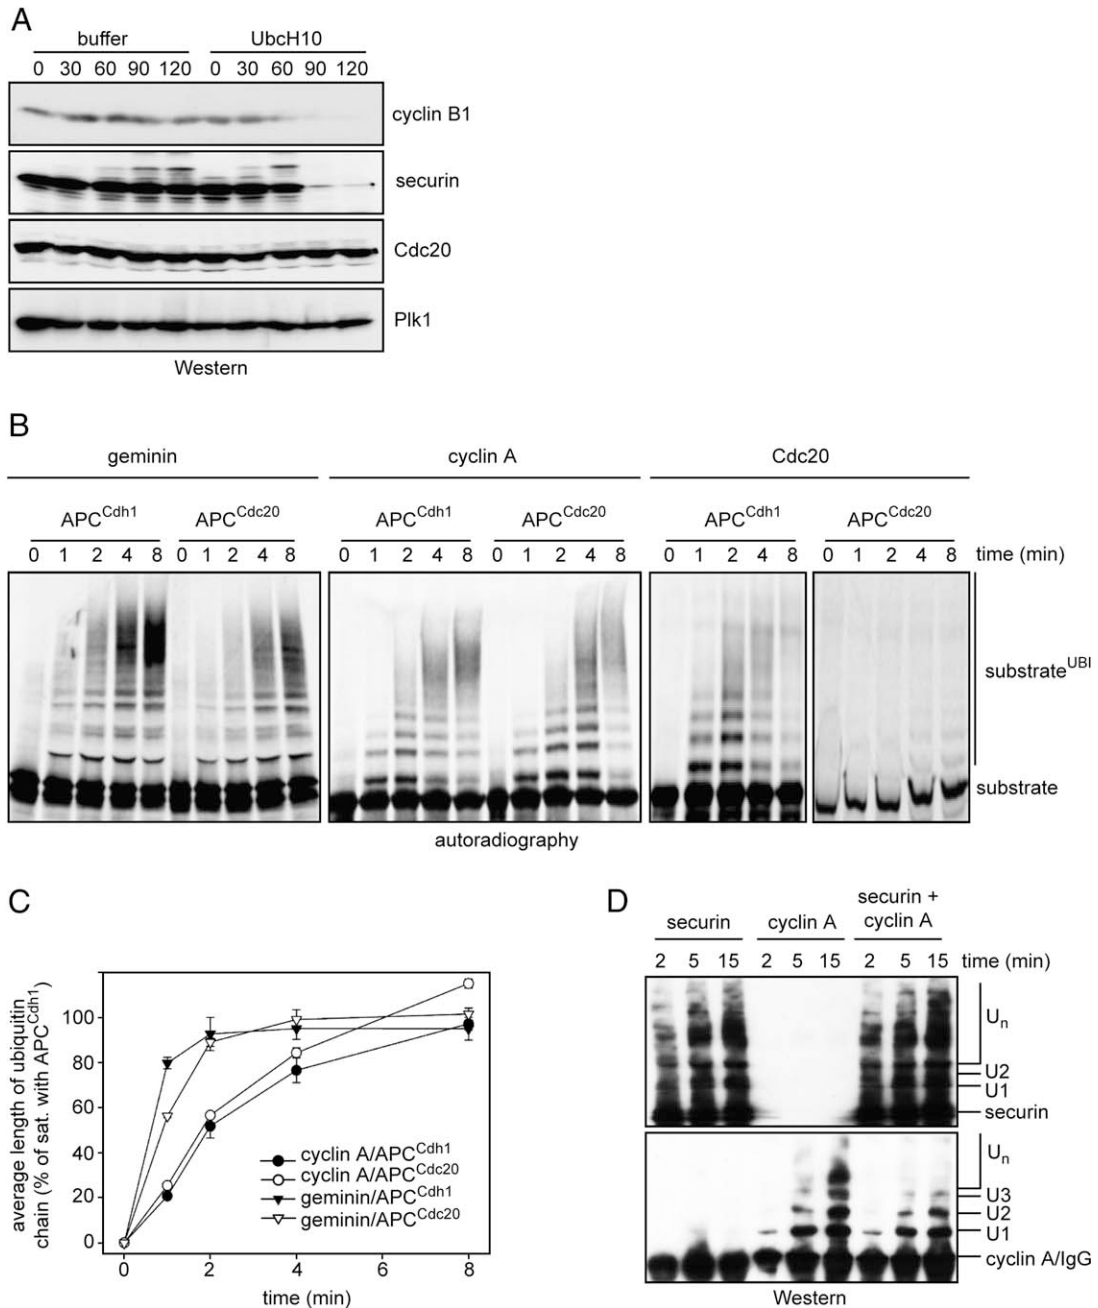 A
buffer UbcH10
0 30 60 90 120 0 30 60 90 120
cyclin B1
securin
Cdc20
Plk1
Western
B
geminin cyclin A Cdc20
APC^Cdh1 APC^Cdc20 APC^Cdh1 APC^Cdc20 APC^Cdh1 APC^Cdc20
0 1 2 4 8 0 1 2 4 8 0 1 2 4 8 0 1 2 4 8 0 1 2 4 8 0 1 2 4 8 time (min)
substrate^UBI
substrate
autoradiography
C
average length of ubiquitin
chain (% of sat. with APC^Cdh1)
100
80
60
40
20
0
cyclin A/APC^Cdh1
cyclin A/APC^Cdc20
geminin/APC^Cdh1
geminin/APC^Cdc20
0 2 4 6 8
time (min)
D
securin cyclin A securin +
cyclin A
2 5 15 2 5 15 2 5 15 time (min)
Un
U2
U1
securin
Un
U3
U2
U1
cyclin A/IgG
Western